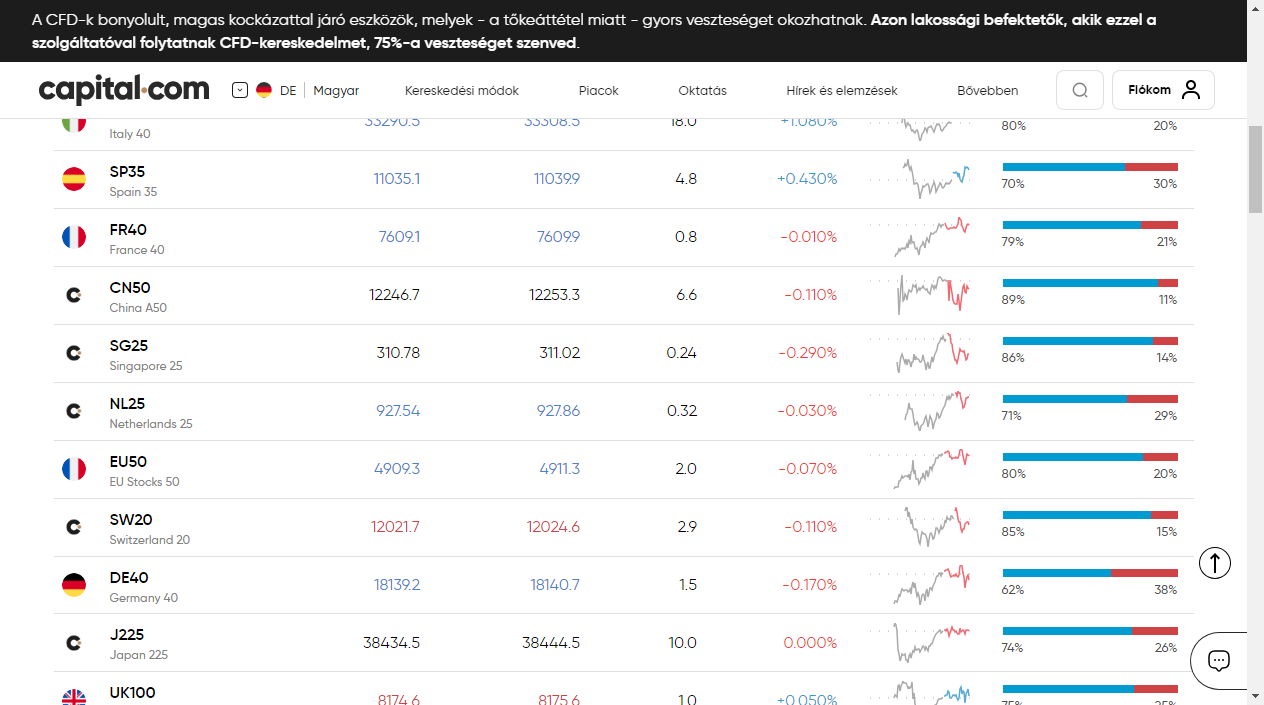 A CFD-k bonyolult, magas kockázattal járó eszközök, melyek - a tőkeáttétel miatt - gyors veszteséget okozhatnak. Azon lakossági befektetők, akik ezzel a
szolgáltatóval folytatnak CFD-kereskedelmet, 75%-a veszteséget szenved.
capital.com DE Magyar Kereskedési módok Piacok Oktatás Hírek és elemzések Bővebben Fiókom
33290.5 33308.5 18.0 +1.080% 80% 20%
Italy 40
SP35 11035.1 11039.9 4.8 +0.430% 70% 30%
Spain 35
FR40 7609.1 7609.9 0.8 -0.010% 79% 21%
France 40
CN50 12246.7 12253.3 6.6 -0.110% 89% 11%
China A50
SG25 310.78 311.02 0.24 -0.290% 86% 14%
Singapore 25
NL25 927.54 927.86 0.32 -0.030% 71% 29%
Netherlands 25
EU50 4909.3 4911.3 2.0 -0.070% 80% 20%
EU Stocks 50
SW20 12021.7 12024.6 2.9 -0.110% 85% 15%
Switzerland 20
DE40 18139.2 18140.7 1.5 -0.170% 62% 38%
Germany 40
J225 38434.5 38444.5 10.0 0.000% 74% 26%
Japan 225
UK100 8174.6 8175.6 1.0 +0.050% 75% 25%